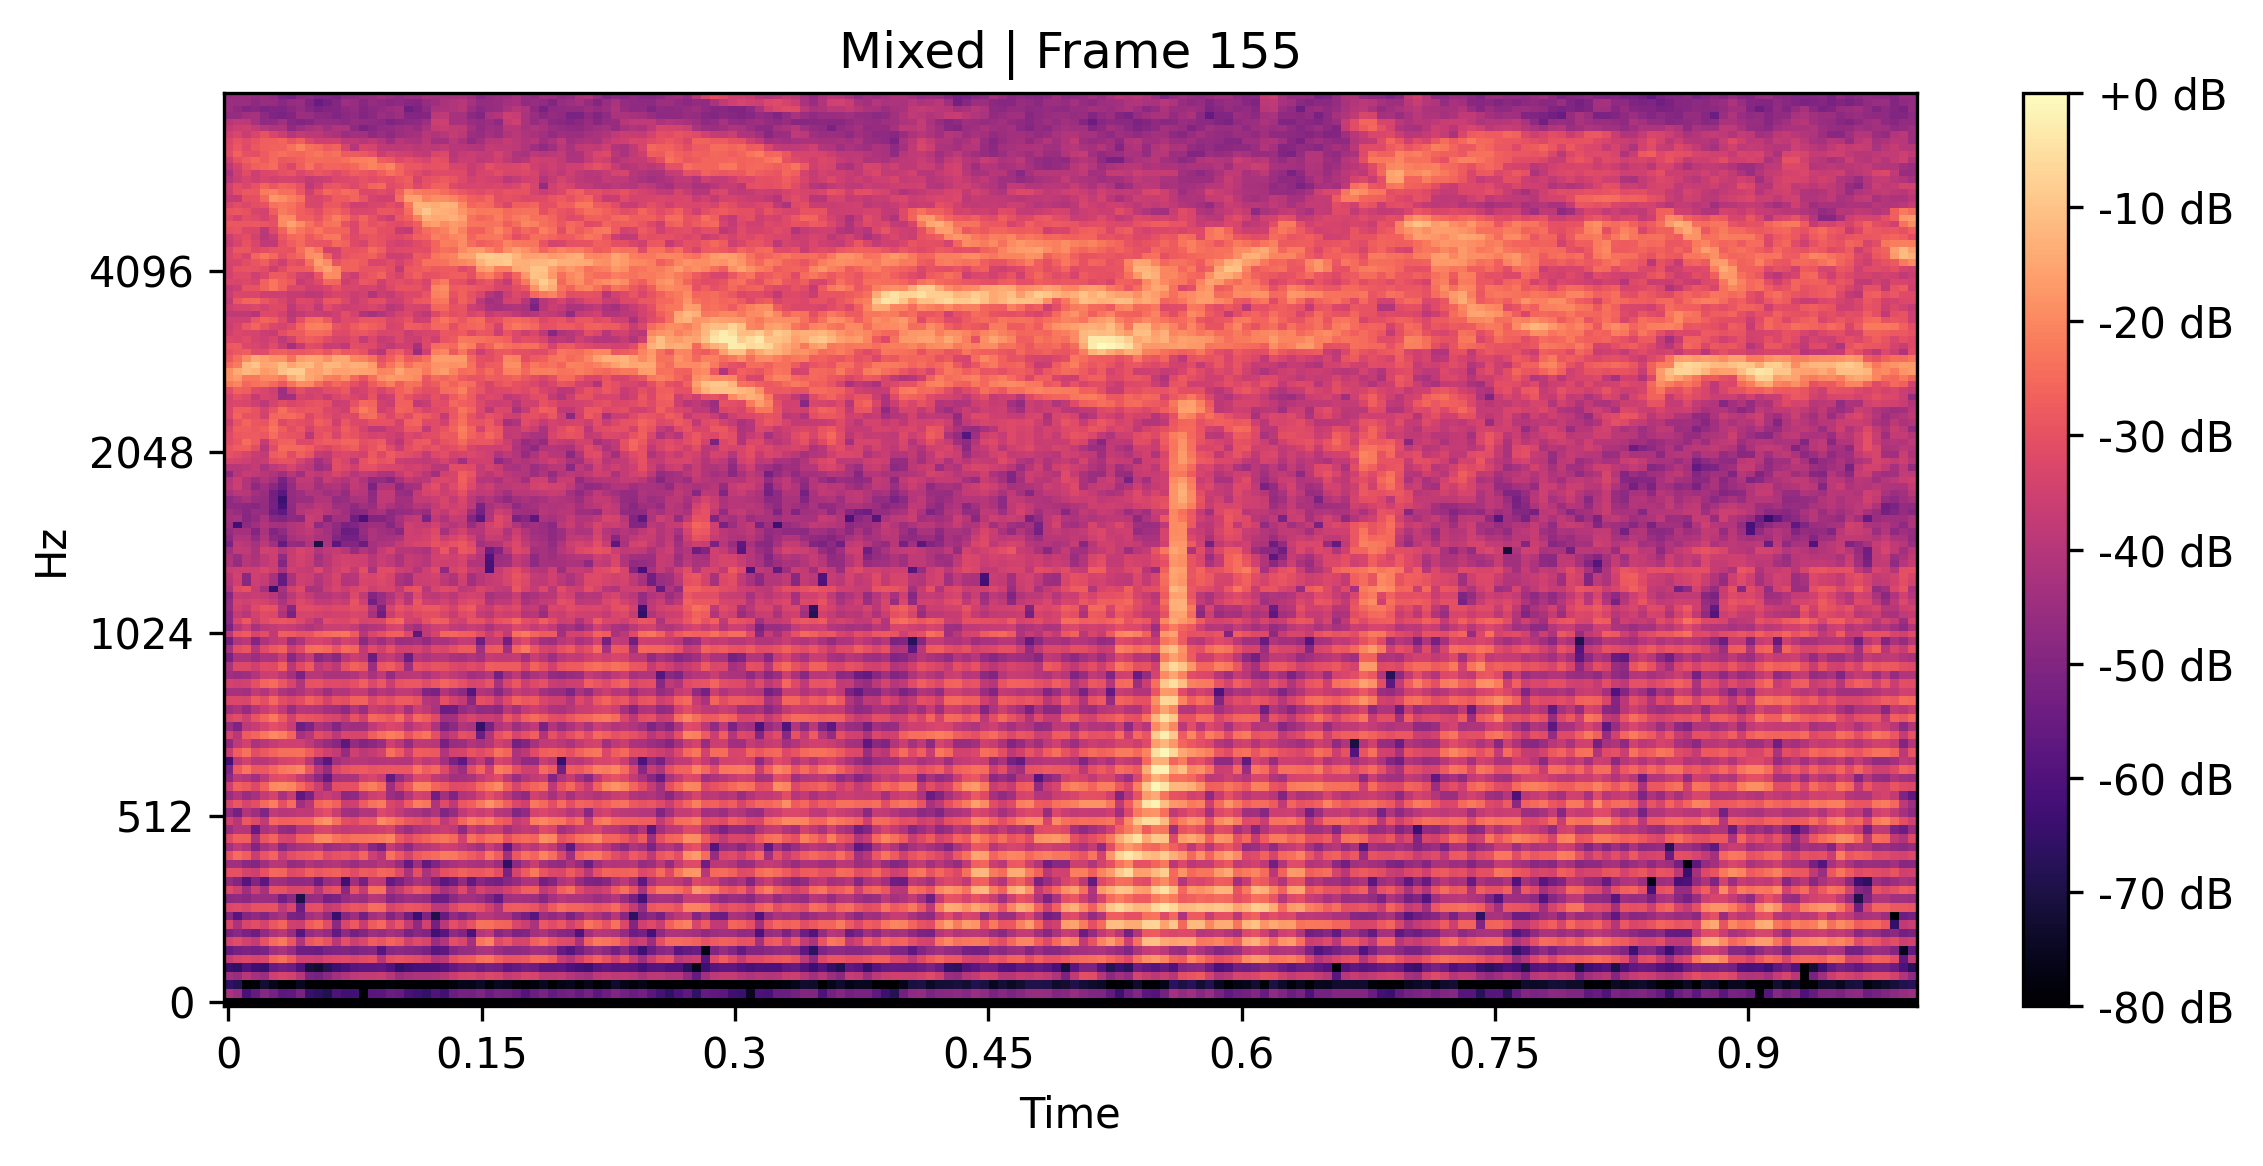 Mixed | Frame 155
Hz
4096
2048
1024
512
0
0 0.15 0.3 0.45 0.6 0.75 0.9
Time
+0 dB
-10 dB
-20 dB
-30 dB
-40 dB
-50 dB
-60 dB
-70 dB
-80 dB